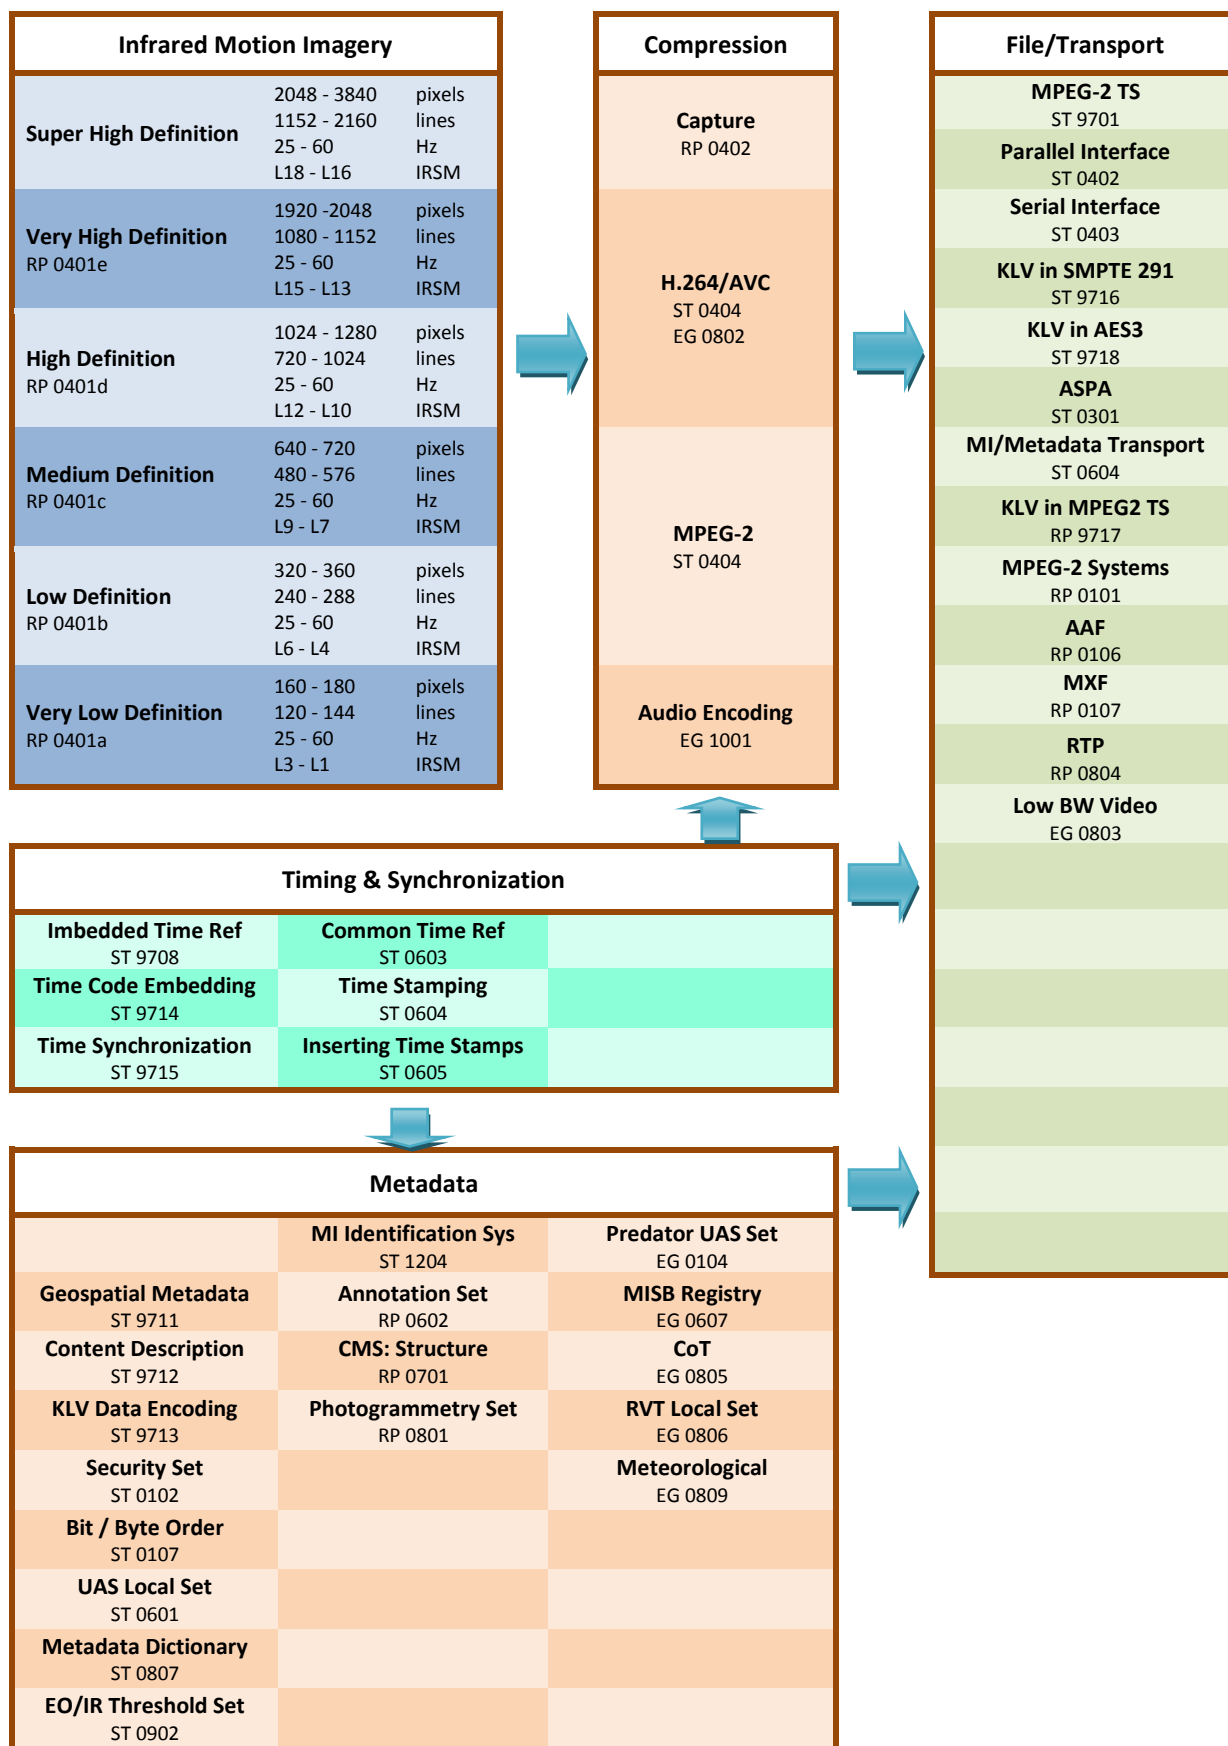 Infrared Motion Imagery
Super High Definition
2048 - 3840 pixels
1152 - 2160 lines
25 - 60 Hz
L18 - L16 IRSM
Very High Definition
RP 0401e
1920 -2048 pixels
1080 - 1152 lines
25 - 60 Hz
L15 - L13 IRSM
High Definition
RP 0401d
1024 - 1280 pixels
720 - 1024 lines
25 - 60 Hz
L12 - L10 IRSM
Medium Definition
RP 0401c
640 - 720 pixels
480 - 576 lines
25 - 60 Hz
L9 - L7 IRSM
Low Definition
RP 0401b
320 - 360 pixels
240 - 288 lines
25 - 60 Hz
L6 - L4 IRSM
Very Low Definition
RP 0401a
160 - 180 pixels
120 - 144 lines
25 - 60 Hz
L3 - L1 IRSM
Compression
Capture
RP 0402
H.264/AVC
ST 0404
EG 0802
MPEG-2
ST 0404
Audio Encoding
EG 1001
File/Transport
MPEG-2 TS
ST 9701
Parallel Interface
ST 0402
Serial Interface
ST 0403
KLV in SMPTE 291
ST 9716
KLV in AES3
ST 9718
ASPA
ST 0301
MI/Metadata Transport
ST 0604
KLV in MPEG2 TS
RP 9717
MPEG-2 Systems
RP 0101
AAF
RP 0106
MXF
RP 0107
RTP
RP 0804
Low BW Video
EG 0803
Timing & Synchronization
Imbedded Time Ref
ST 9708
Common Time Ref
ST 0603
Time Code Embedding
ST 9714
Time Stamping
ST 0604
Time Synchronization
ST 9715
Inserting Time Stamps
ST 0605
Metadata
MI Identification Sys
ST 1204
Predator UAS Set
EG 0104
Geospatial Metadata
ST 9711
Annotation Set
RP 0602
MISB Registry
EG 0607
Content Description
ST 9712
CMS: Structure
RP 0701
CoT
EG 0805
KLV Data Encoding
ST 9713
Photogrammetry Set
RP 0801
RVT Local Set
EG 0806
Security Set
ST 0102
Meteorological
EG 0809
Bit / Byte Order
ST 0107
UAS Local Set
ST 0601
Metadata Dictionary
ST 0807
EO/IR Threshold Set
ST 0902